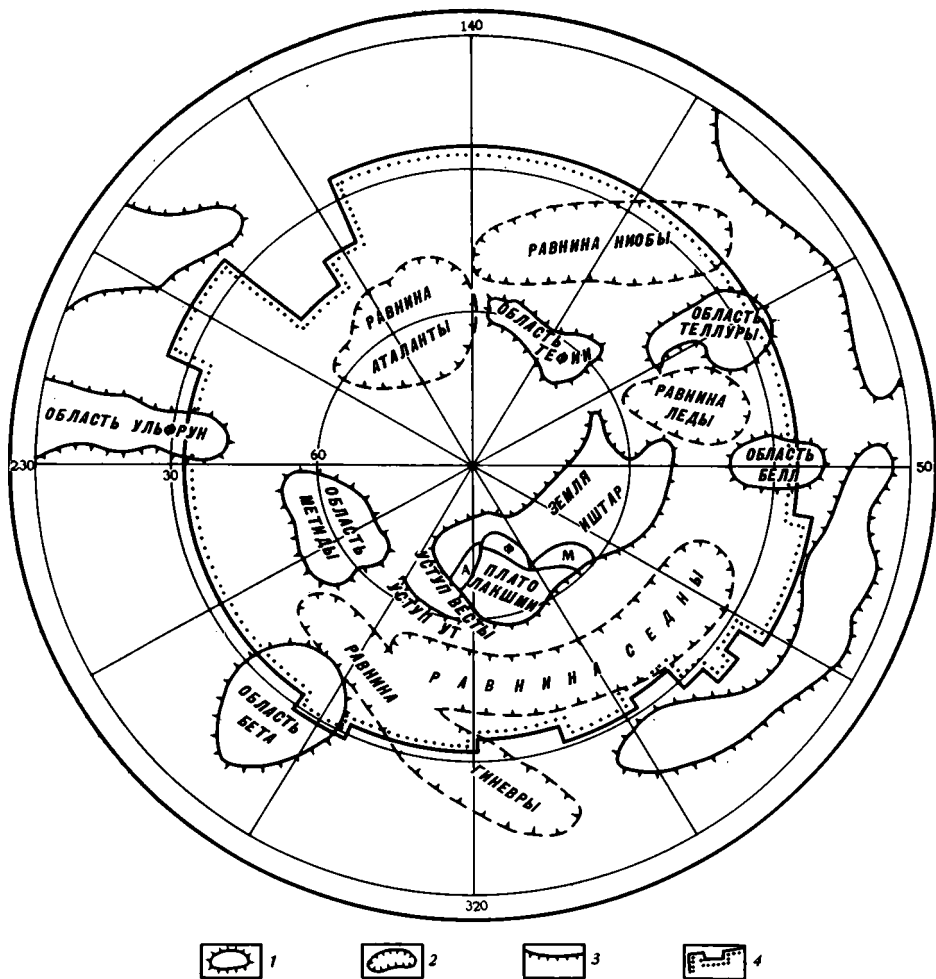 140
РАВНИНА НИОБЫ
РАВНИНА
АТАЛАНТЫ
ОБЛАСТЬ
ТЕФИИ
ОБЛАСТЬ
ТЕЛЛУРЫ
РАВНИНА
ЛЕДЫ
ОБЛАСТЬ УЛЬФРУН
230
30
60
ОБЛАСТЬ
БЕЛЛ
50
ОБЛАСТЬ
МЕТИДЫ
ЗЕМЛЯ
ИШТАР
А
Ф
М
ПЛАТО
ЛАКШМИ
УСТУП ВЕСТЫ
УСТУП УТ
РАВНИНА СЕДНЫ
РАВНИНА
ГИНЕВРЫ
ОБЛАСТЬ
БЕТА
320
1
2
3
4